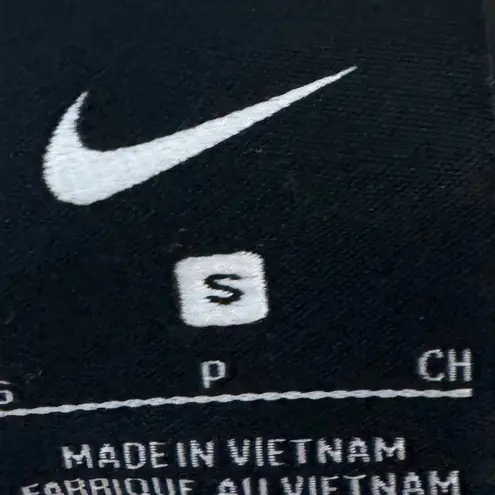 S
P CH
MADE IN VIETNAM
FABRIQUE AU VIETNAM